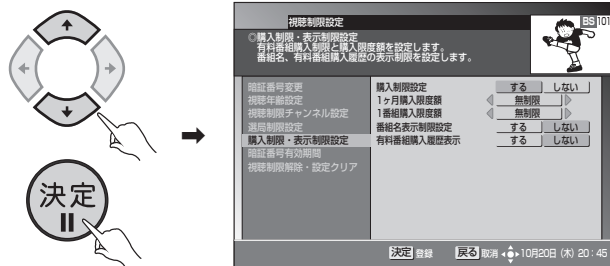 決定
視聴制限設定
BS 101
◎購入制限・表示制限設定
有料番組購入制限と購入限度額を設定します。
番組名、有料番組購入履歴の表示制限を設定します。
暗証番号変更
視聴年齢設定
視聴制限チャンネル設定
選局制限設定
購入制限・表示制限設定
暗証番号有効期間
視聴制限解除・設定クリア
購入制限設定 する しない
1ヶ月購入限度額 無制限
1番組購入限度額 無制限
番組名表示制限設定 する しない
有料番組購入履歴表示 する しない
決定 登録 戻る 取消 10月20日(木) 20:45